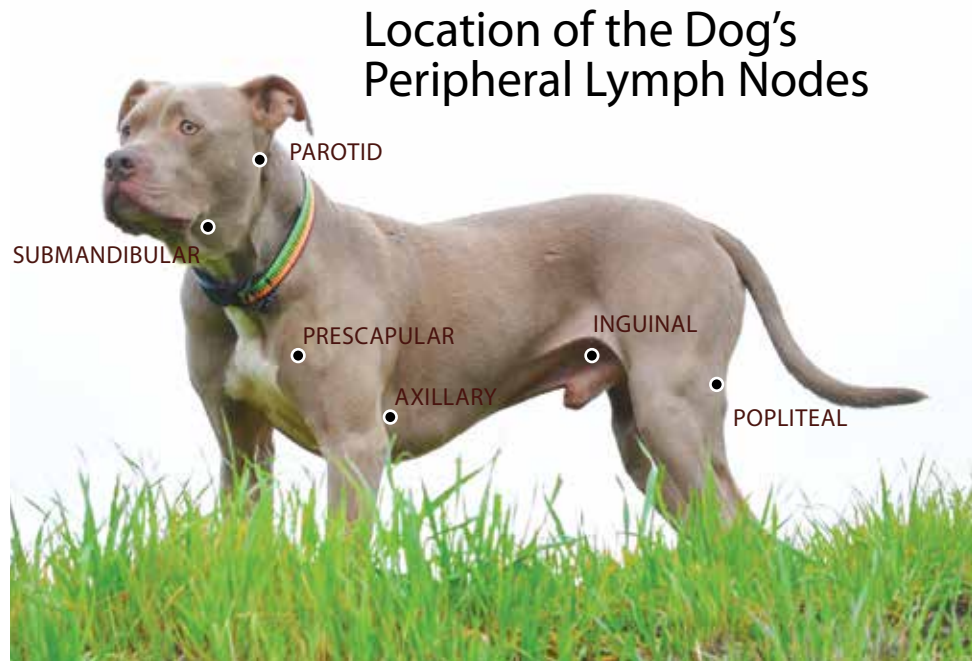 Location of the Dog's
Peripheral Lymph Nodes
PAROTID
SUBMANDIBULAR
PRESCAPULAR
INGUINAL
AXILLARY
POPLITEAL